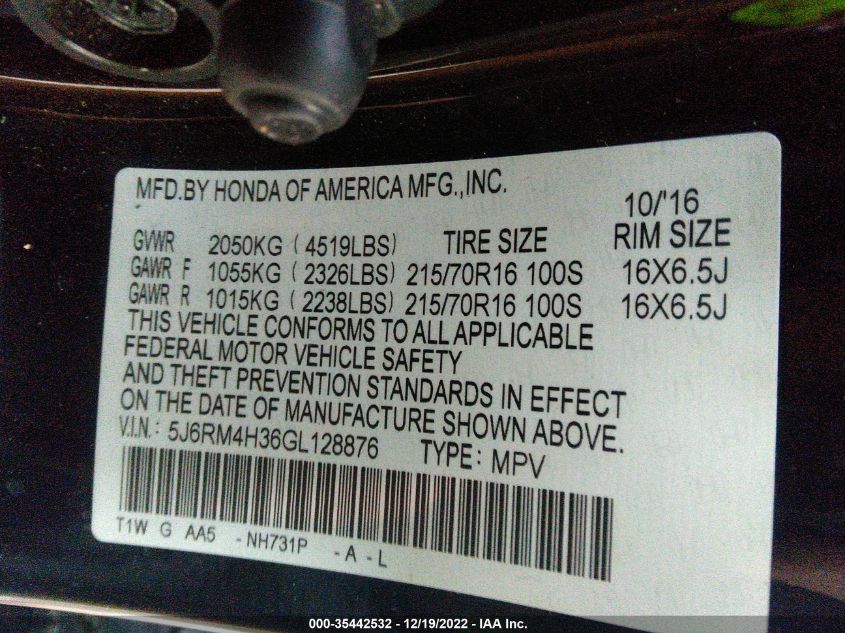 MFD.BY HONDA OF AMERICA MFG.,INC.
10/'16
GVWR 2050KG (4519LBS) TIRE SIZE RIM SIZE
GAWR F 1055KG (2326LBS) 215/70R16 100S 16X6.5J
GAWR R 1015KG (2238LBS) 215/70R16 100S 16X6.5J
THIS VEHICLE CONFORMS TO ALL APPLICABLE
FEDERAL MOTOR VEHICLE SAFETY
AND THEFT PREVENTION STANDARDS IN EFFECT
ON THE DATE OF MANUFACTURE SHOWN ABOVE.
V.I.N.: 5J6RM4H36GL128876 TYPE: MPV
T1W G AA5 -NH731P -A-L
000-35442532 - 12/19/2022 - IAA Inc.